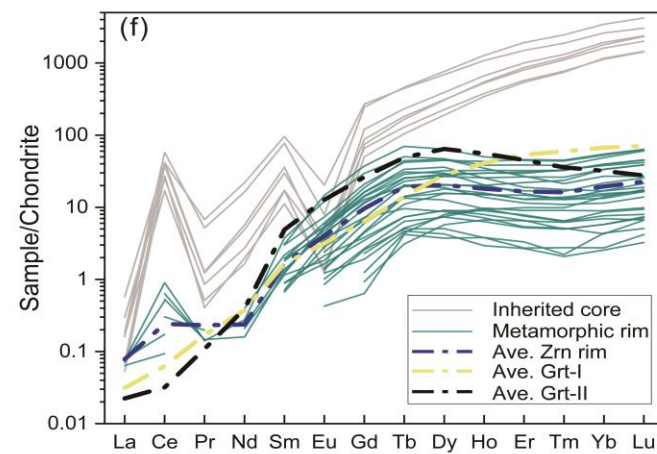 (f)
1000
100
10
1
0.1
0.01
Sample/Chondrite
Inherited core
Metamorphic rim
Ave. Zrn rim
Ave. Grt-I
Ave. Grt-II
La Ce Pr Nd Sm Eu Gd Tb Dy Ho Er Tm Yb Lu